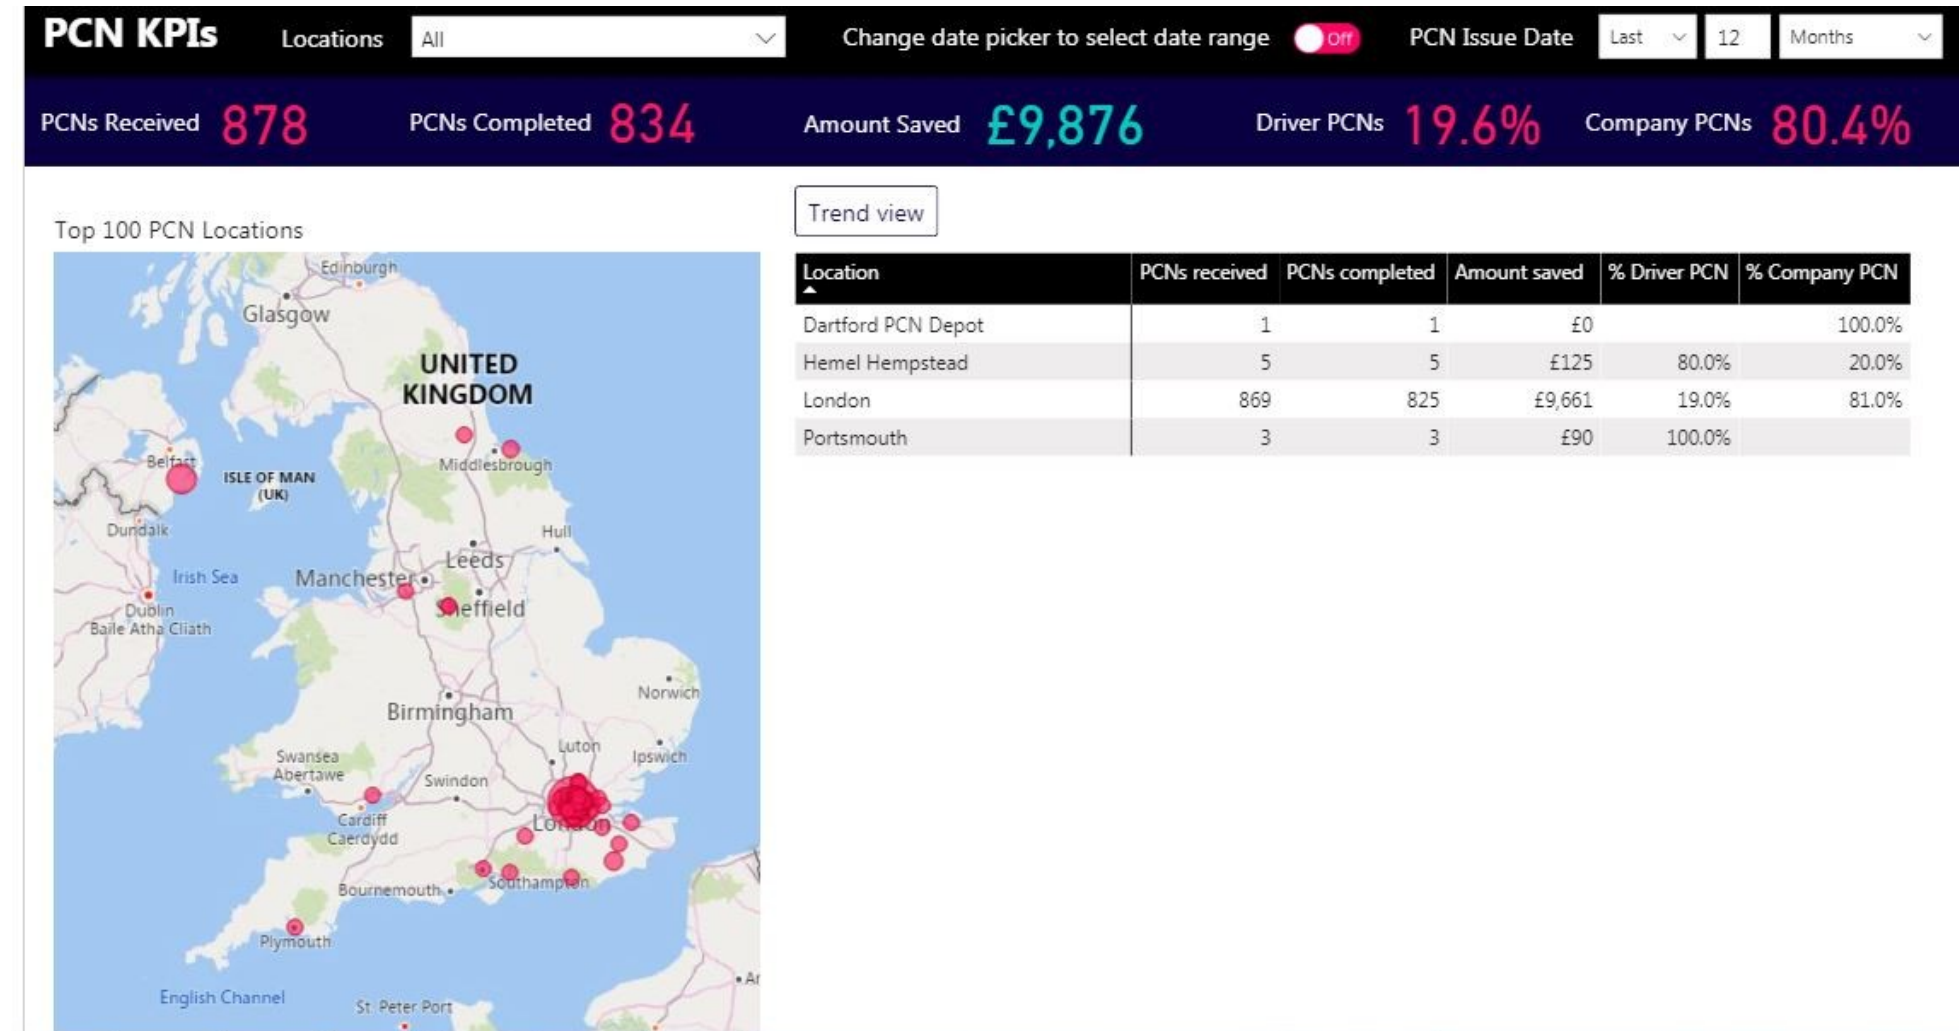 PCN KPIs
Locations
All
Change date picker to select date range
Off
PCN Issue Date
Last
12
Months
PCNs Received 878
PCNs Completed 834
Amount Saved £9,876
Driver PCNs 19.6%
Company PCNs 80.4%
Top 100 PCN Locations
Trend view
Location PCNs received PCNs completed Amount saved % Driver PCN % Company PCN
Dartford PCN Depot 1 1 £0 100.0%
Hemel Hempstead 5 5 £125 80.0% 20.0%
London 869 825 £9,661 19.0% 81.0%
Portsmouth 3 3 £90 100.0%
Edinburgh
Glasgow
UNITED
KINGDOM
Belfast
ISLE OF MAN
(UK)
Middlesbrough
Dundalk
Hull
Leeds
Irish Sea
Manchester
Sheffield
Dublin
Baile Atha Cliath
Norwich
Birmingham
Luton
Ipswich
Swansea
Abertawe
Swindon
Cardiff
Caerdydd
London
Bournemouth
Southampton
Plymouth
English Channel
St. Peter Port